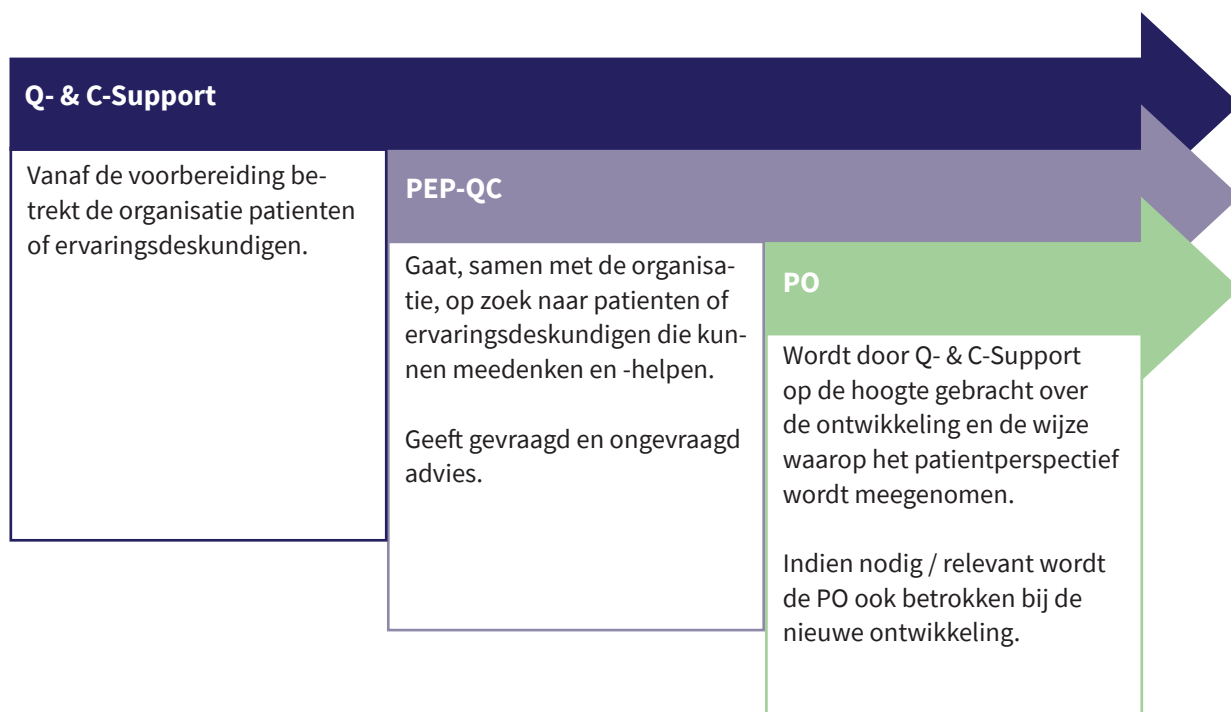 Q- & C-Support
Vanaf de voorbereiding be-
trekt de organisatie patienten
of ervaringsdeskundigen.
PEP-QC
Gaat, samen met de organisa-
tie, op zoek naar patienten of
ervaringsdeskundigen die kun-
nen meedenken en -helpen.
Geeft gevraagd en ongevraagd
advies.
PO
Wordt door Q- & C-Support
op de hoogte gebracht over
de ontwikkeling en de wijze
waarop het patientperspectief
wordt meegenomen.
Indien nodig / relevant wordt
de PO ook betrokken bij de
nieuwe ontwikkeling.